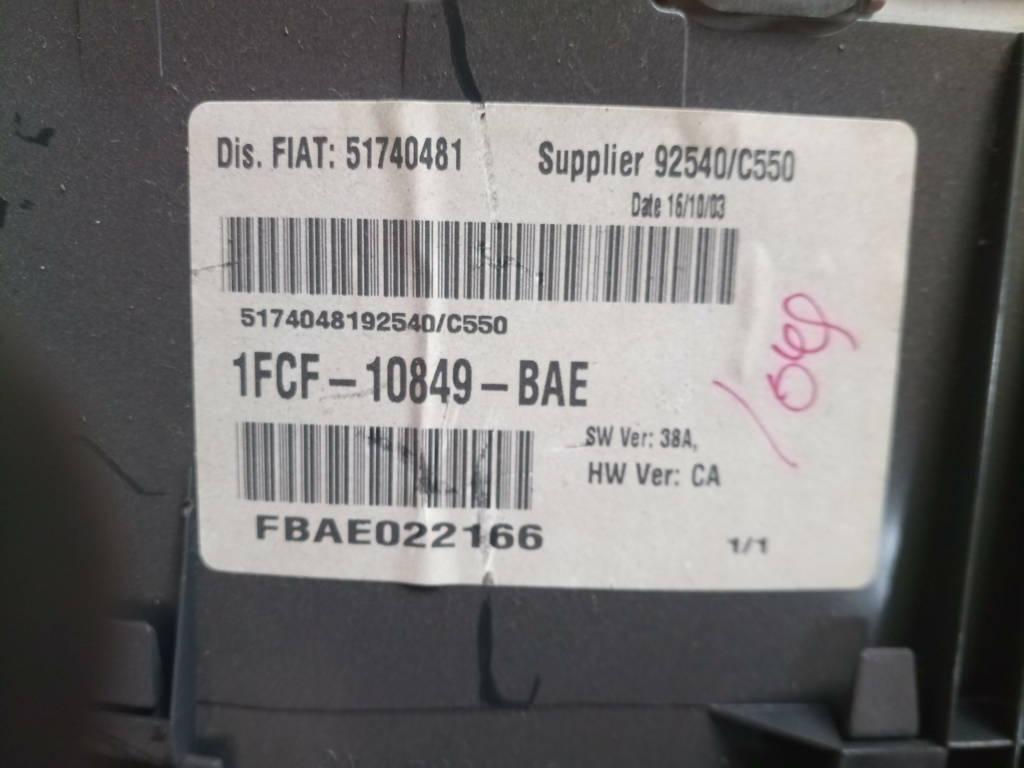 Dis. FIAT: 51740481 Supplier 92540/C550
Date 16/10/03
5174048192540/C550
1FCF-10849-BAE
SW Ver: 38A,
HW Ver: CA
FBAE022166
1/1